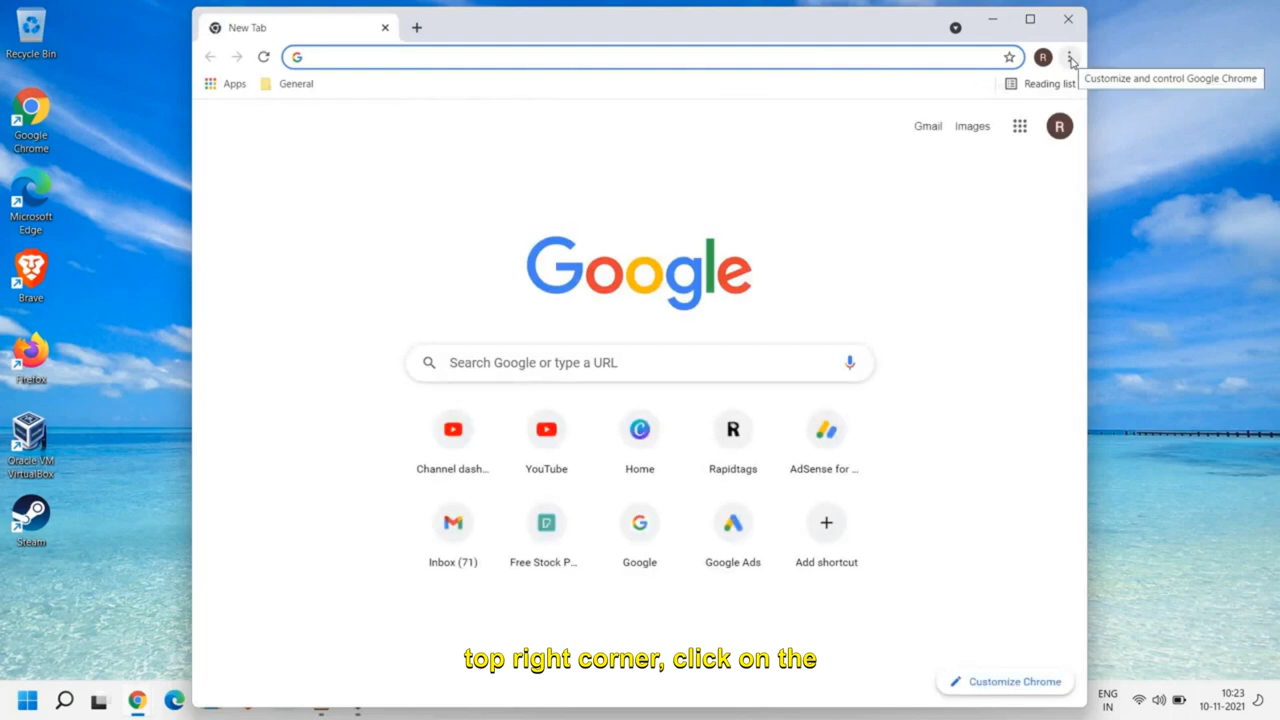 Recycle Bin
Google
Chrome
Microsoft
Edge
Brave
Firefox
Oracle VM
VirtualBox
Steam
New Tab
Apps
General
Reading list
R
Customize and control Google Chrome
Gmail
Images
R
Google
Search Google or type a URL
Channel dash...
YouTube
Home
R
Rapidtags
AdSense for ...
Inbox (71)
Free Stock P...
Google
Google Ads
Add shortcut
top right corner, click on the
Customize Chrome
ENG
IN
10:23
10-11-2021